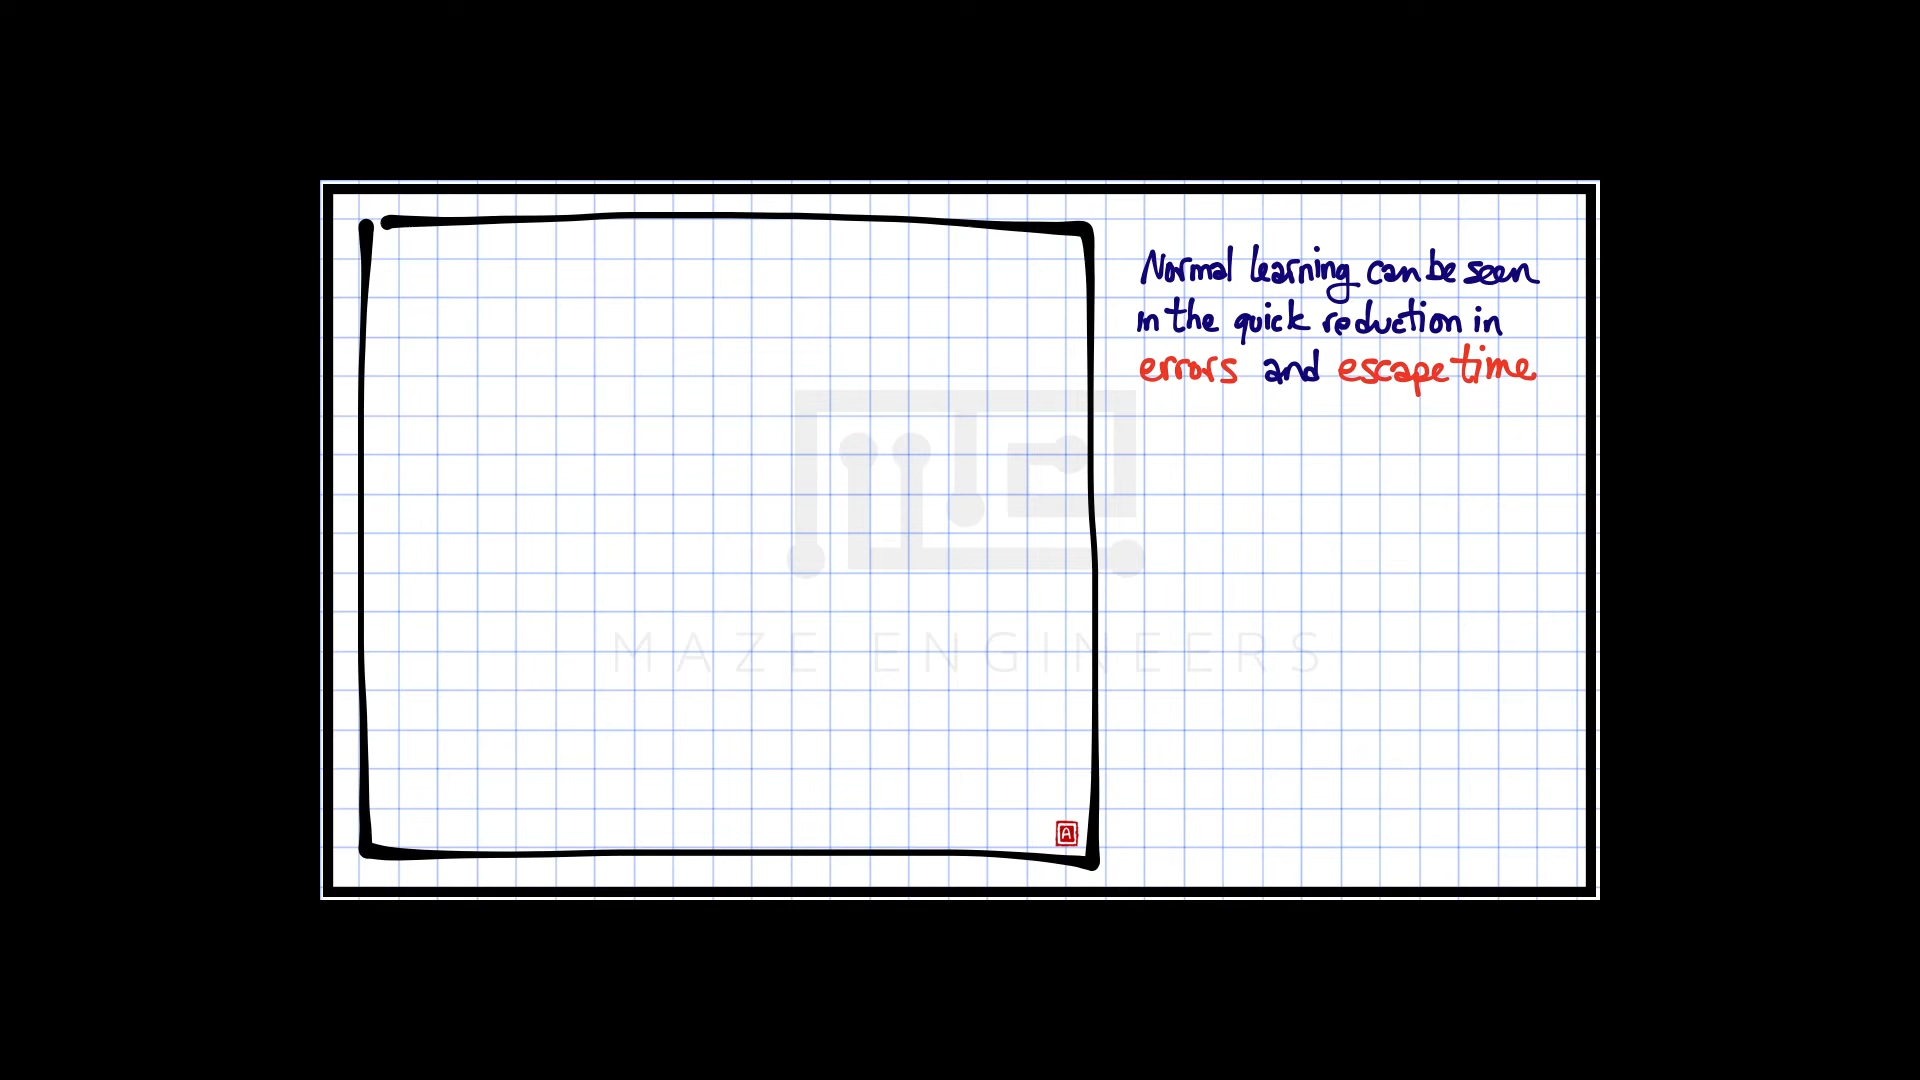 Normal learning can be seen
in the quick reduction in
errors and escape time
MAZE ENGINEERS
A